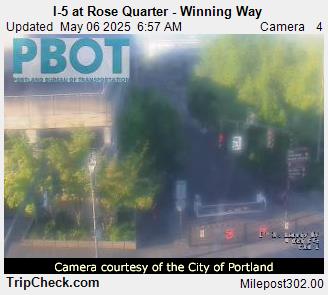 I-5 at Rose Quarter - Winning Way
Updated May 06 2025 6:57 AM Camera 4
PBOT
PORTLAND BUREAU OF TRANSPORTATION
Camera courtesy of the City of Portland
TripCheck.com Milepost302.00